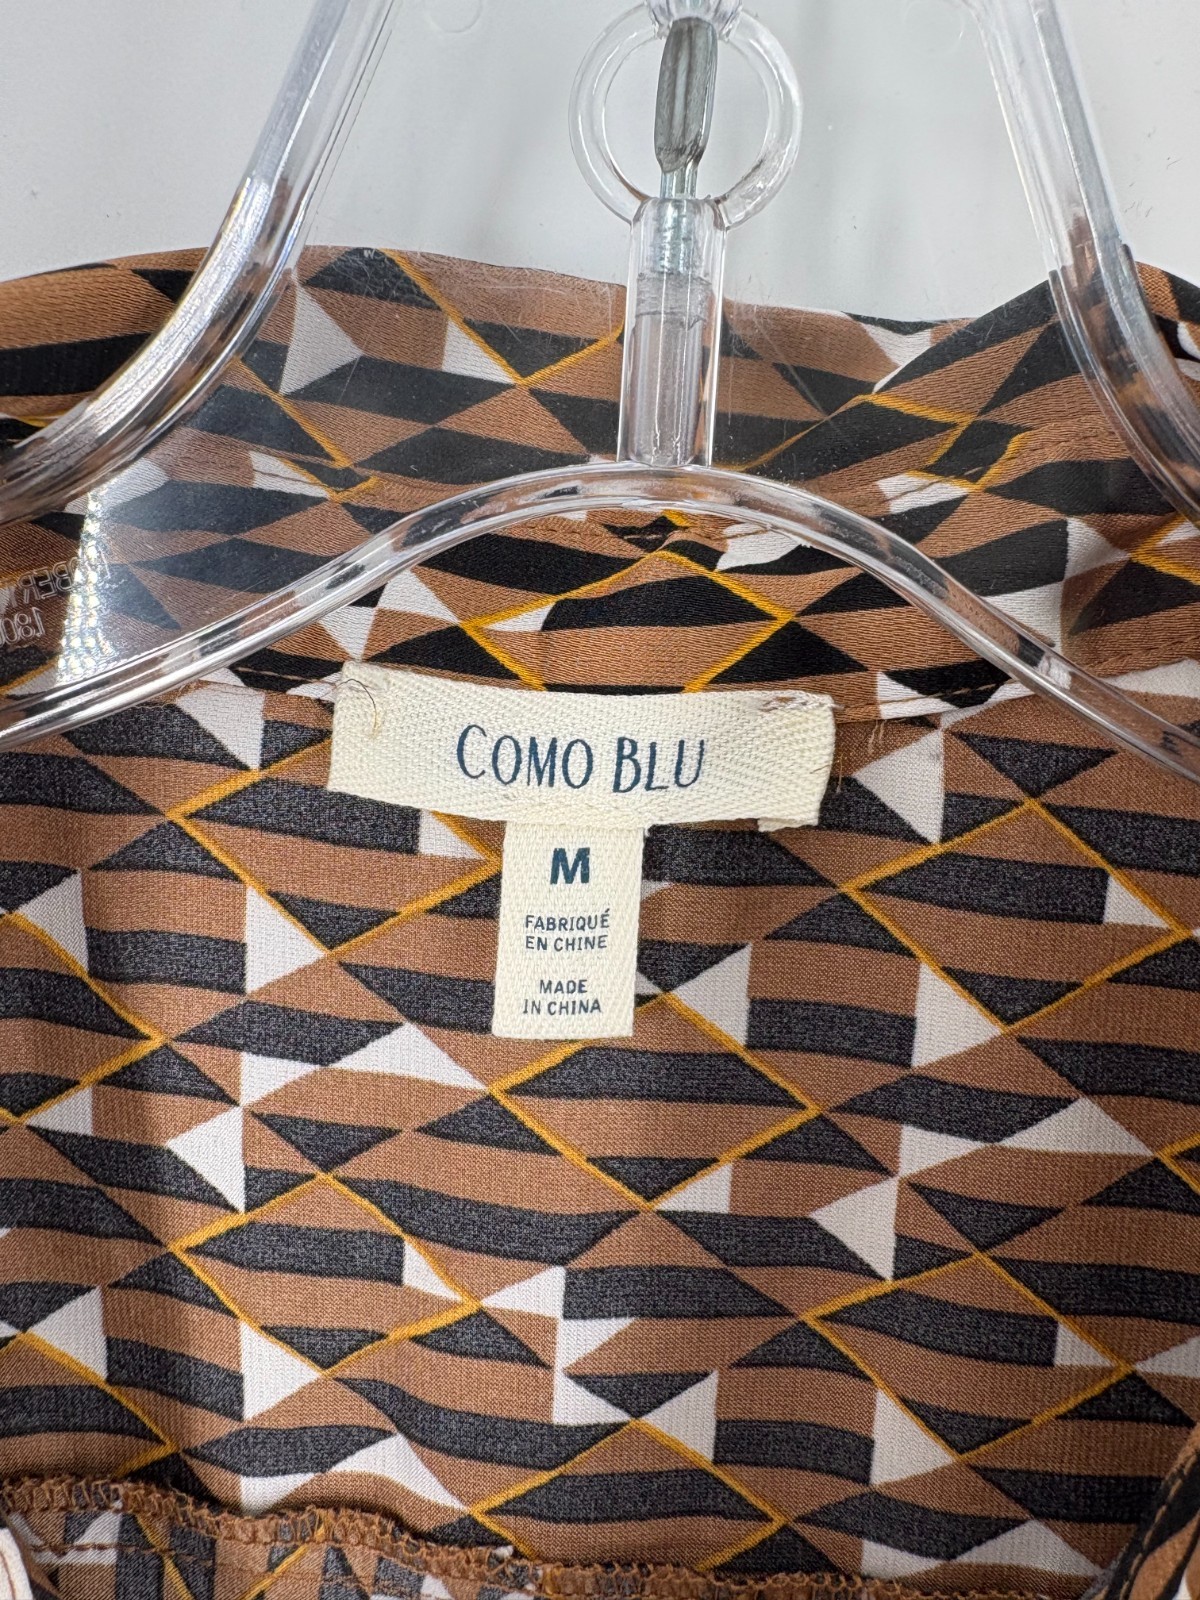 COMO BLU
M
FABRIQUÉ
EN CHINE
MADE
IN CHINA